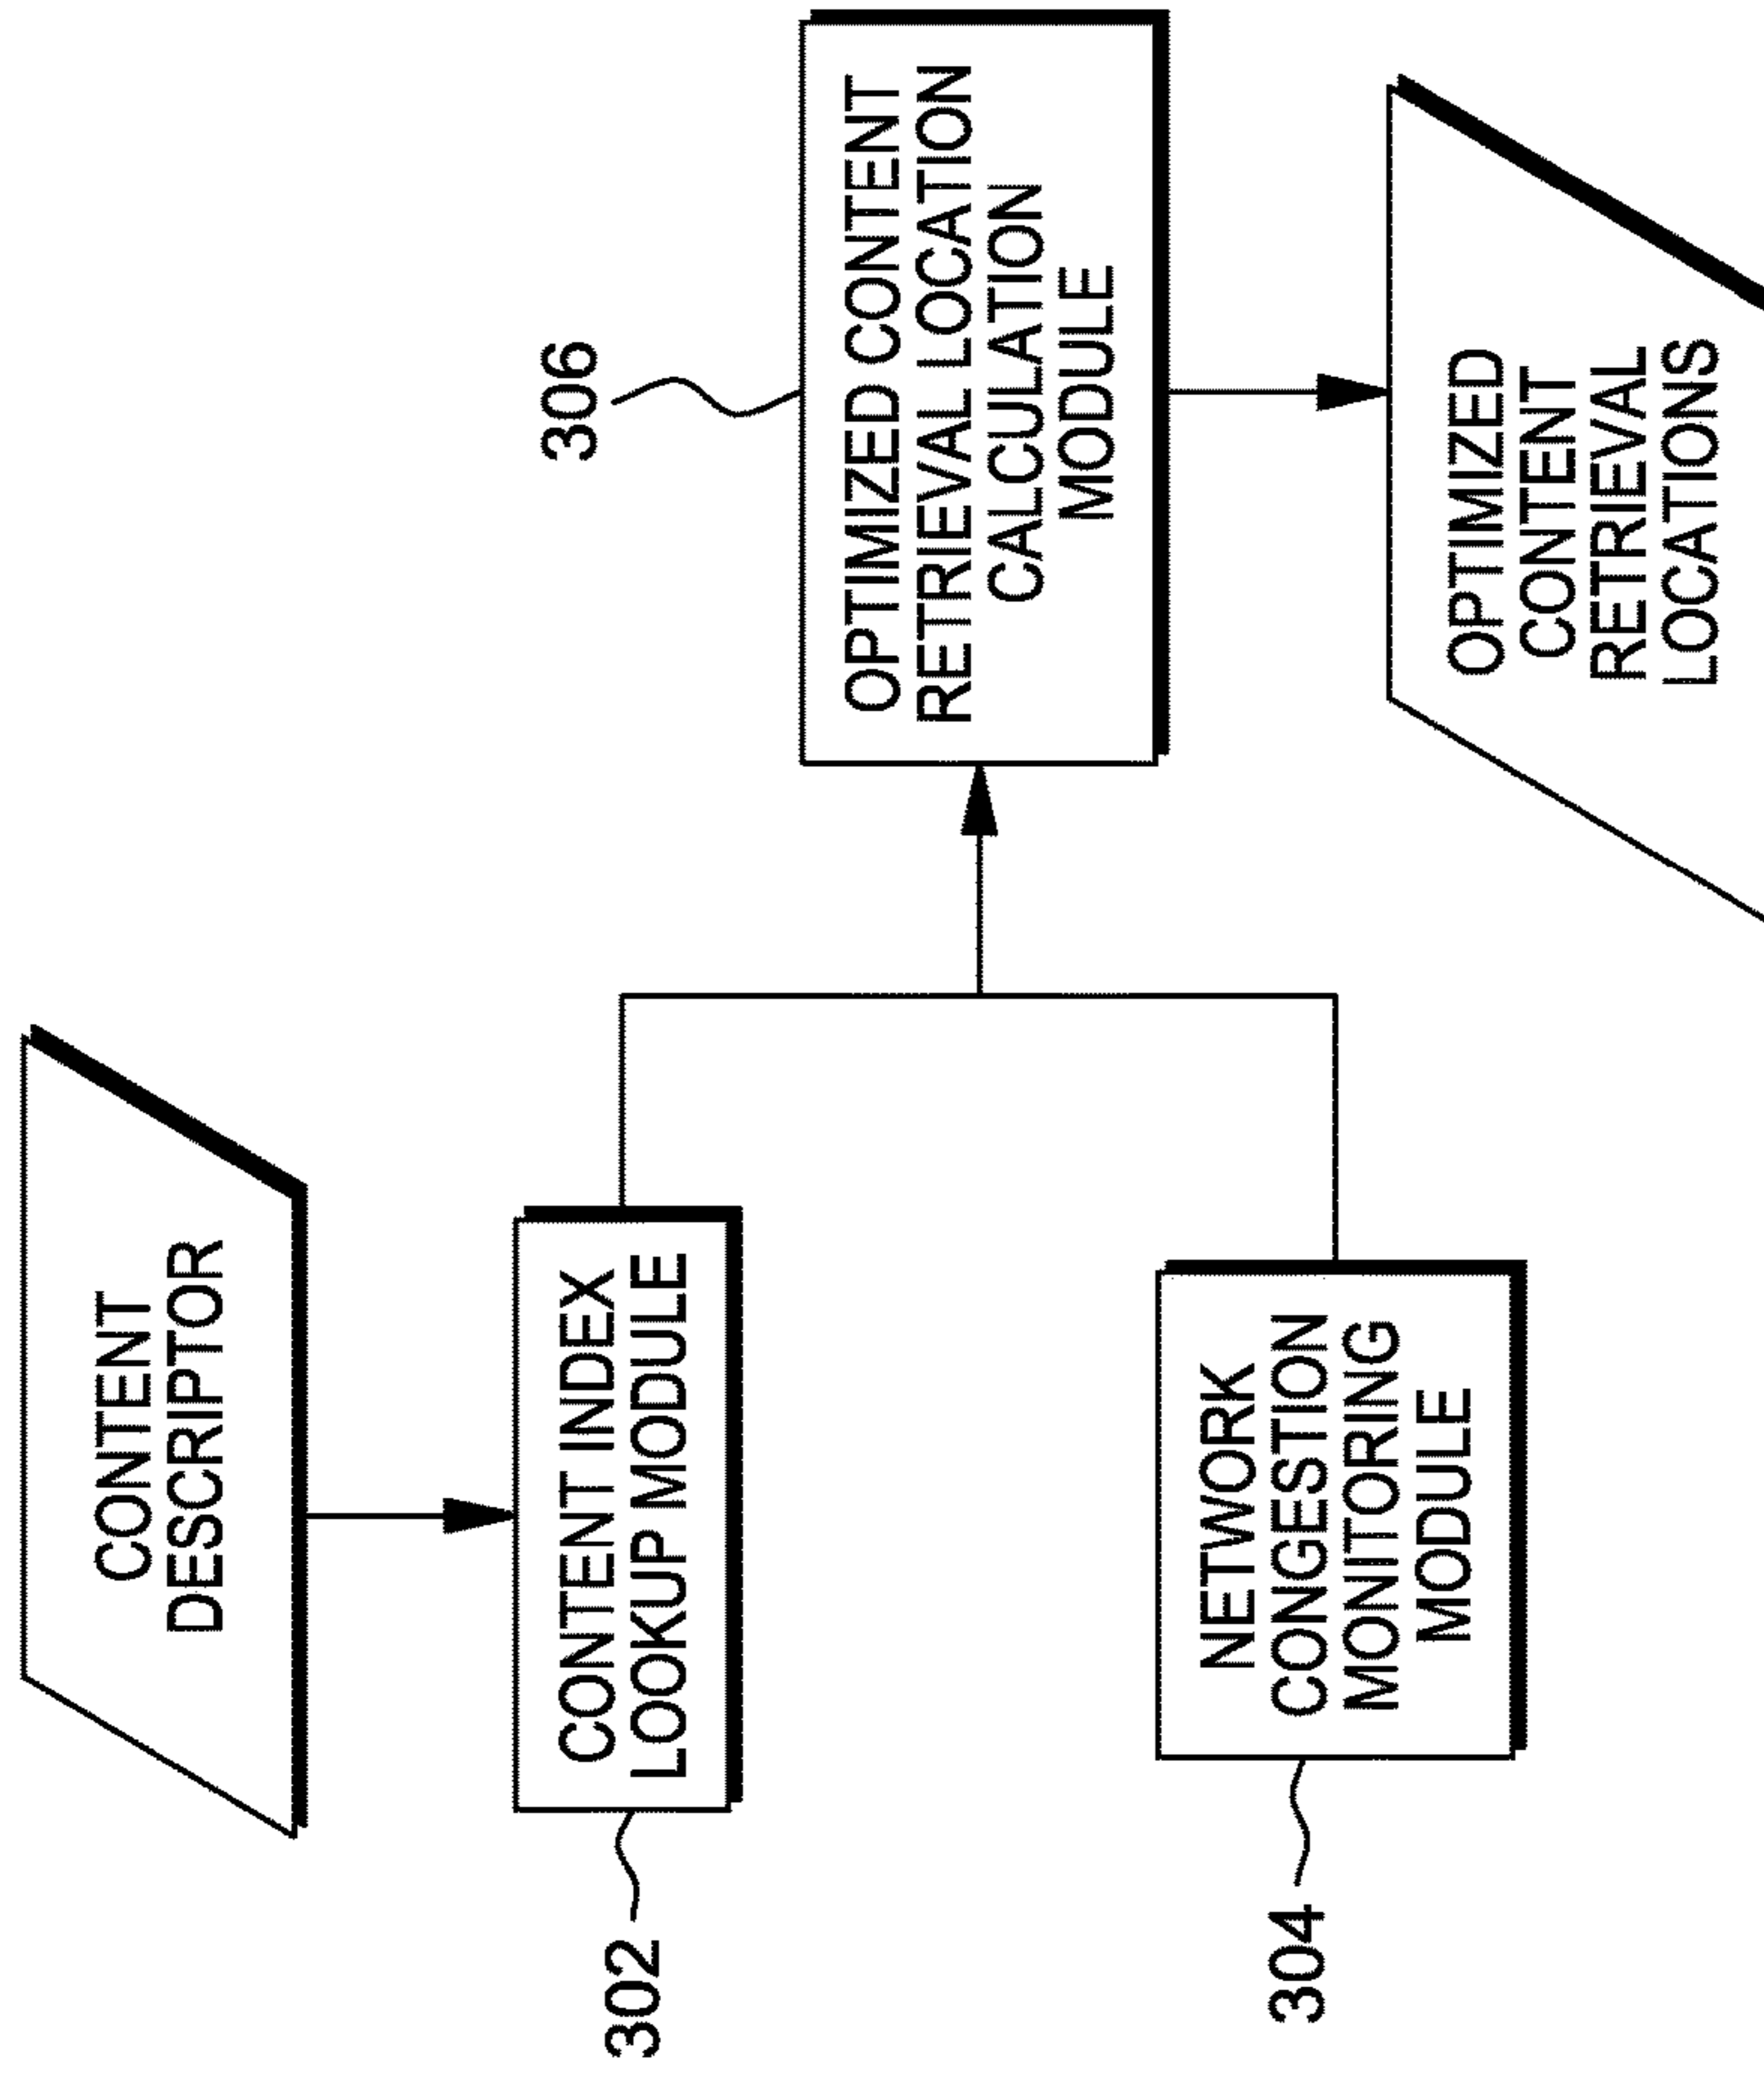 CONTENT
DESCRIPTOR
302
CONTENT INDEX
LOOKUP MODULE
304
NETWORK
CONGESTION
MONITORING
MODULE
306
OPTIMIZED CONTENT
RETRIEVAL LOCATION
CALCULATION
MODULE
OPTIMIZED
CONTENT
RETRIEVAL
LOCATIONS